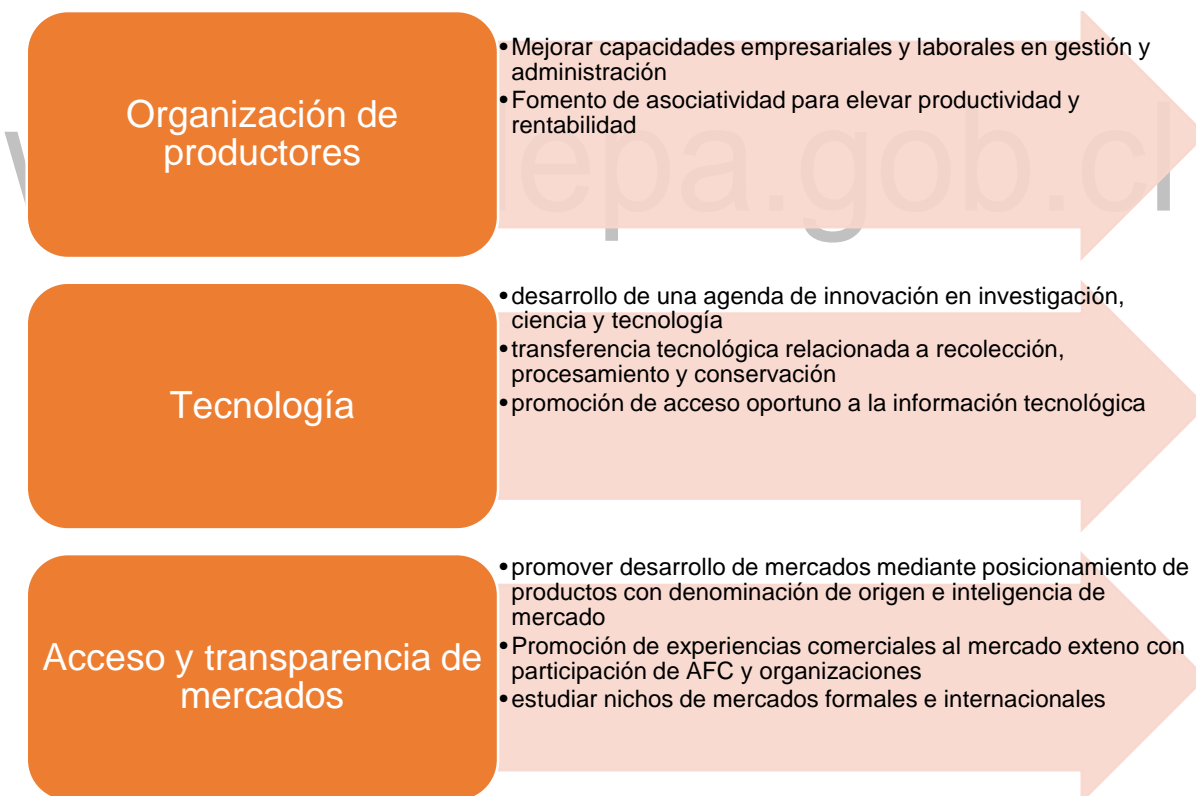 Organización de
productores
•Mejorar capacidades empresariales y laborales en gestión y
administración
•Fomento de asociatividad para elevar productividad y
rentabilidad
epa.gob.cl
Tecnología
•desarrollo de una agenda de innovación en investigación,
ciencia y tecnología
•transferencia tecnológica relacionada a recolección,
procesamiento y conservación
•promoción de acceso oportuno a la información tecnológica
Acceso y transparencia de
mercados
•promover desarrollo de mercados mediante posicionamiento de
productos con denominación de origen e inteligencia de
mercado
•Promoción de experiencias comerciales al mercado exteno con
participación de AFC y organizaciones
•estudiar nichos de mercados formales e internacionales